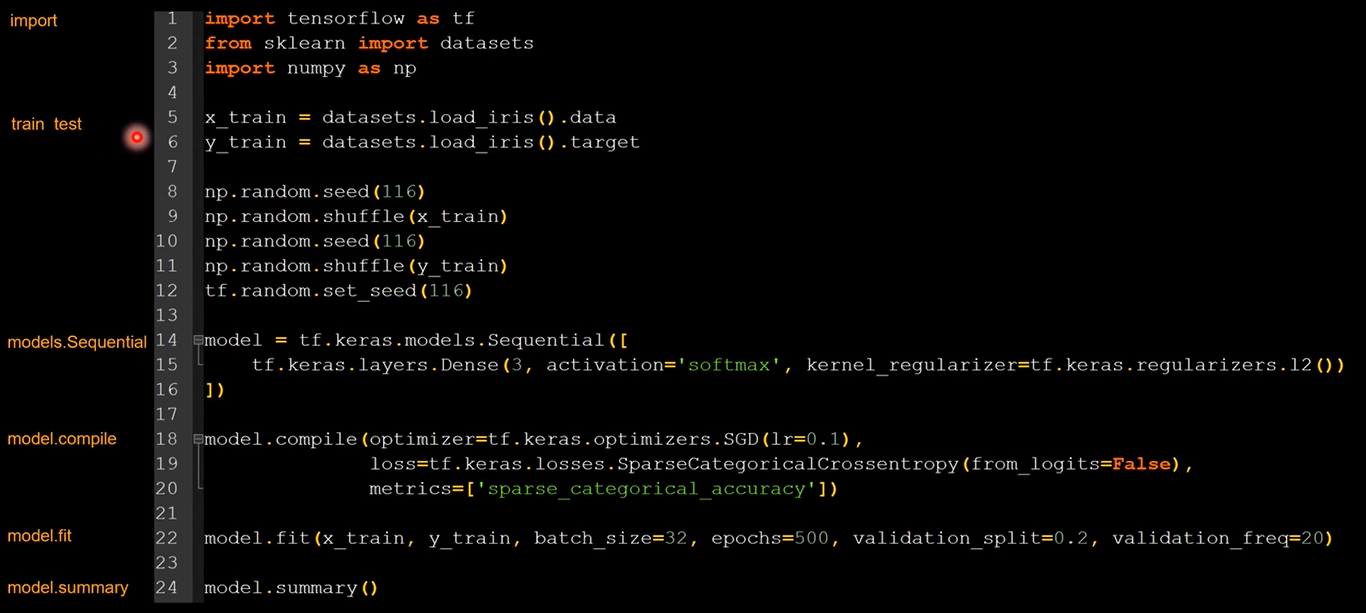 import
1 import tensorflow as tf
2 from sklearn import datasets
3 import numpy as np
4
train test
5 x_train = datasets.load_iris().data
6 y_train = datasets.load_iris().target
7
8 np.random.seed(116)
9 np.random.shuffle(x_train)
10 np.random.seed(116)
11 np.random.shuffle(y_train)
12 tf.random.set_seed(116)
13
models.Sequential
14 model = tf.keras.models.Sequential([
15     tf.keras.layers.Dense(3, activation='softmax', kernel_regularizer=tf.keras.regularizers.l2())
16 ])
17
model.compile
18 model.compile(optimizer=tf.keras.optimizers.SGD(lr=0.1),
19               loss=tf.keras.losses.SparseCategoricalCrossentropy(from_logits=False),
20               metrics=['sparse_categorical_accuracy'])
21
model.fit
22 model.fit(x_train, y_train, batch_size=32, epochs=500, validation_split=0.2, validation_freq=20)
23
model.summary
24 model.summary()